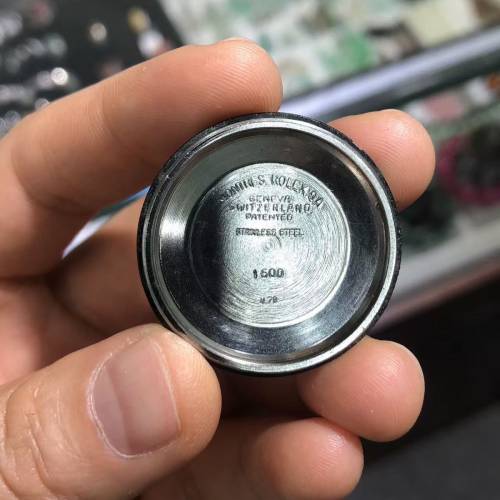 MONTRES ROLEX S.A.
GENEVA
SWITZERLAND
PATENTED
STAINLESS STEEL
1500